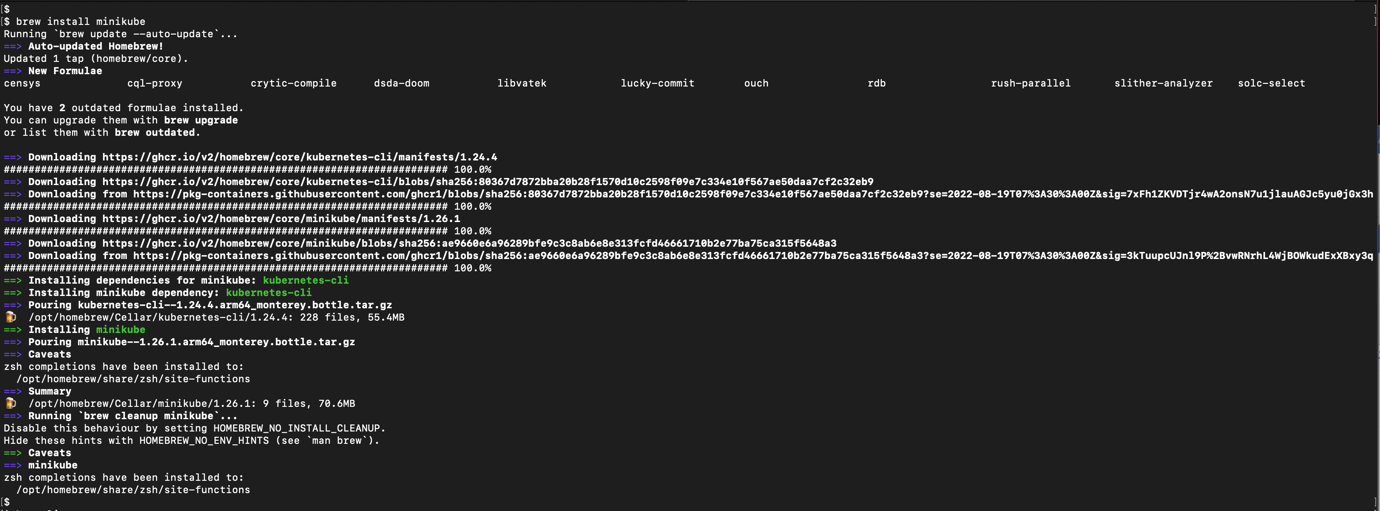 $
$ brew install minikube
Running `brew update --auto-update`...
==> Auto-updated Homebrew!
Updated 1 tap (homebrew/core).
==> New Formulae
censys cql-proxy crytic-compile dsda-doom libvatek lucky-commit ouch rdb rush-parallel slither-analyzer solc-select
You have 2 outdated formulae installed.
You can upgrade them with brew upgrade
or list them with brew outdated.
==> Downloading https://ghcr.io/v2/homebrew/core/kubernetes-cli/manifests/1.24.4
######################################################################## 100.0%
==> Downloading https://ghcr.io/v2/homebrew/core/kubernetes-cli/blobs/sha256:80367d7872bba20b28f1570d10c2598f09e7c334e10f567ae50daa7cf2c32eb9
==> Downloading from https://pkg-containers.githubusercontent.com/ghcr1/blobs/sha256:80367d7872bba20b28f1570d10c2598f09e7c334e10f567ae50daa7cf2c32eb9?se=2022-08-19T07%3A30%3A00Z&sig=7xFh1ZKVDTjr4wA2onsN7u1jlauAGJc5yu0jGx3h
######################################################################## 100.0%
==> Downloading https://ghcr.io/v2/homebrew/core/minikube/manifests/1.26.1
######################################################################## 100.0%
==> Downloading https://ghcr.io/v2/homebrew/core/minikube/blobs/sha256:ae9660e6a96289bfe9c3c8ab6e8e313fcfd46661710b2e77ba75ca315f5648a3
==> Downloading from https://pkg-containers.githubusercontent.com/ghcr1/blobs/sha256:ae9660e6a96289bfe9c3c8ab6e8e313fcfd46661710b2e77ba75ca315f5648a3?se=2022-08-19T07%3A30%3A00Z&sig=3kTuupcUJnl9P%2BvwRNrhL4WjBOWkudExXBxy3q
######################################################################## 100.0%
==> Installing dependencies for minikube: kubernetes-cli
==> Installing minikube dependency: kubernetes-cli
==> Pouring kubernetes-cli--1.24.4.arm64_monterey.bottle.tar.gz
🍺 /opt/homebrew/Cellar/kubernetes-cli/1.24.4: 228 files, 55.4MB
==> Installing minikube
==> Pouring minikube--1.26.1.arm64_monterey.bottle.tar.gz
==> Caveats
zsh completions have been installed to:
/opt/homebrew/share/zsh/site-functions
==> Summary
🍺 /opt/homebrew/Cellar/minikube/1.26.1: 9 files, 70.6MB
==> Running `brew cleanup minikube`...
Disable this behaviour by setting HOMEBREW_NO_INSTALL_CLEANUP.
Hide these hints with HOMEBREW_NO_ENV_HINTS (see `man brew`).
==> Caveats
==> minikube
zsh completions have been installed to:
/opt/homebrew/share/zsh/site-functions
$